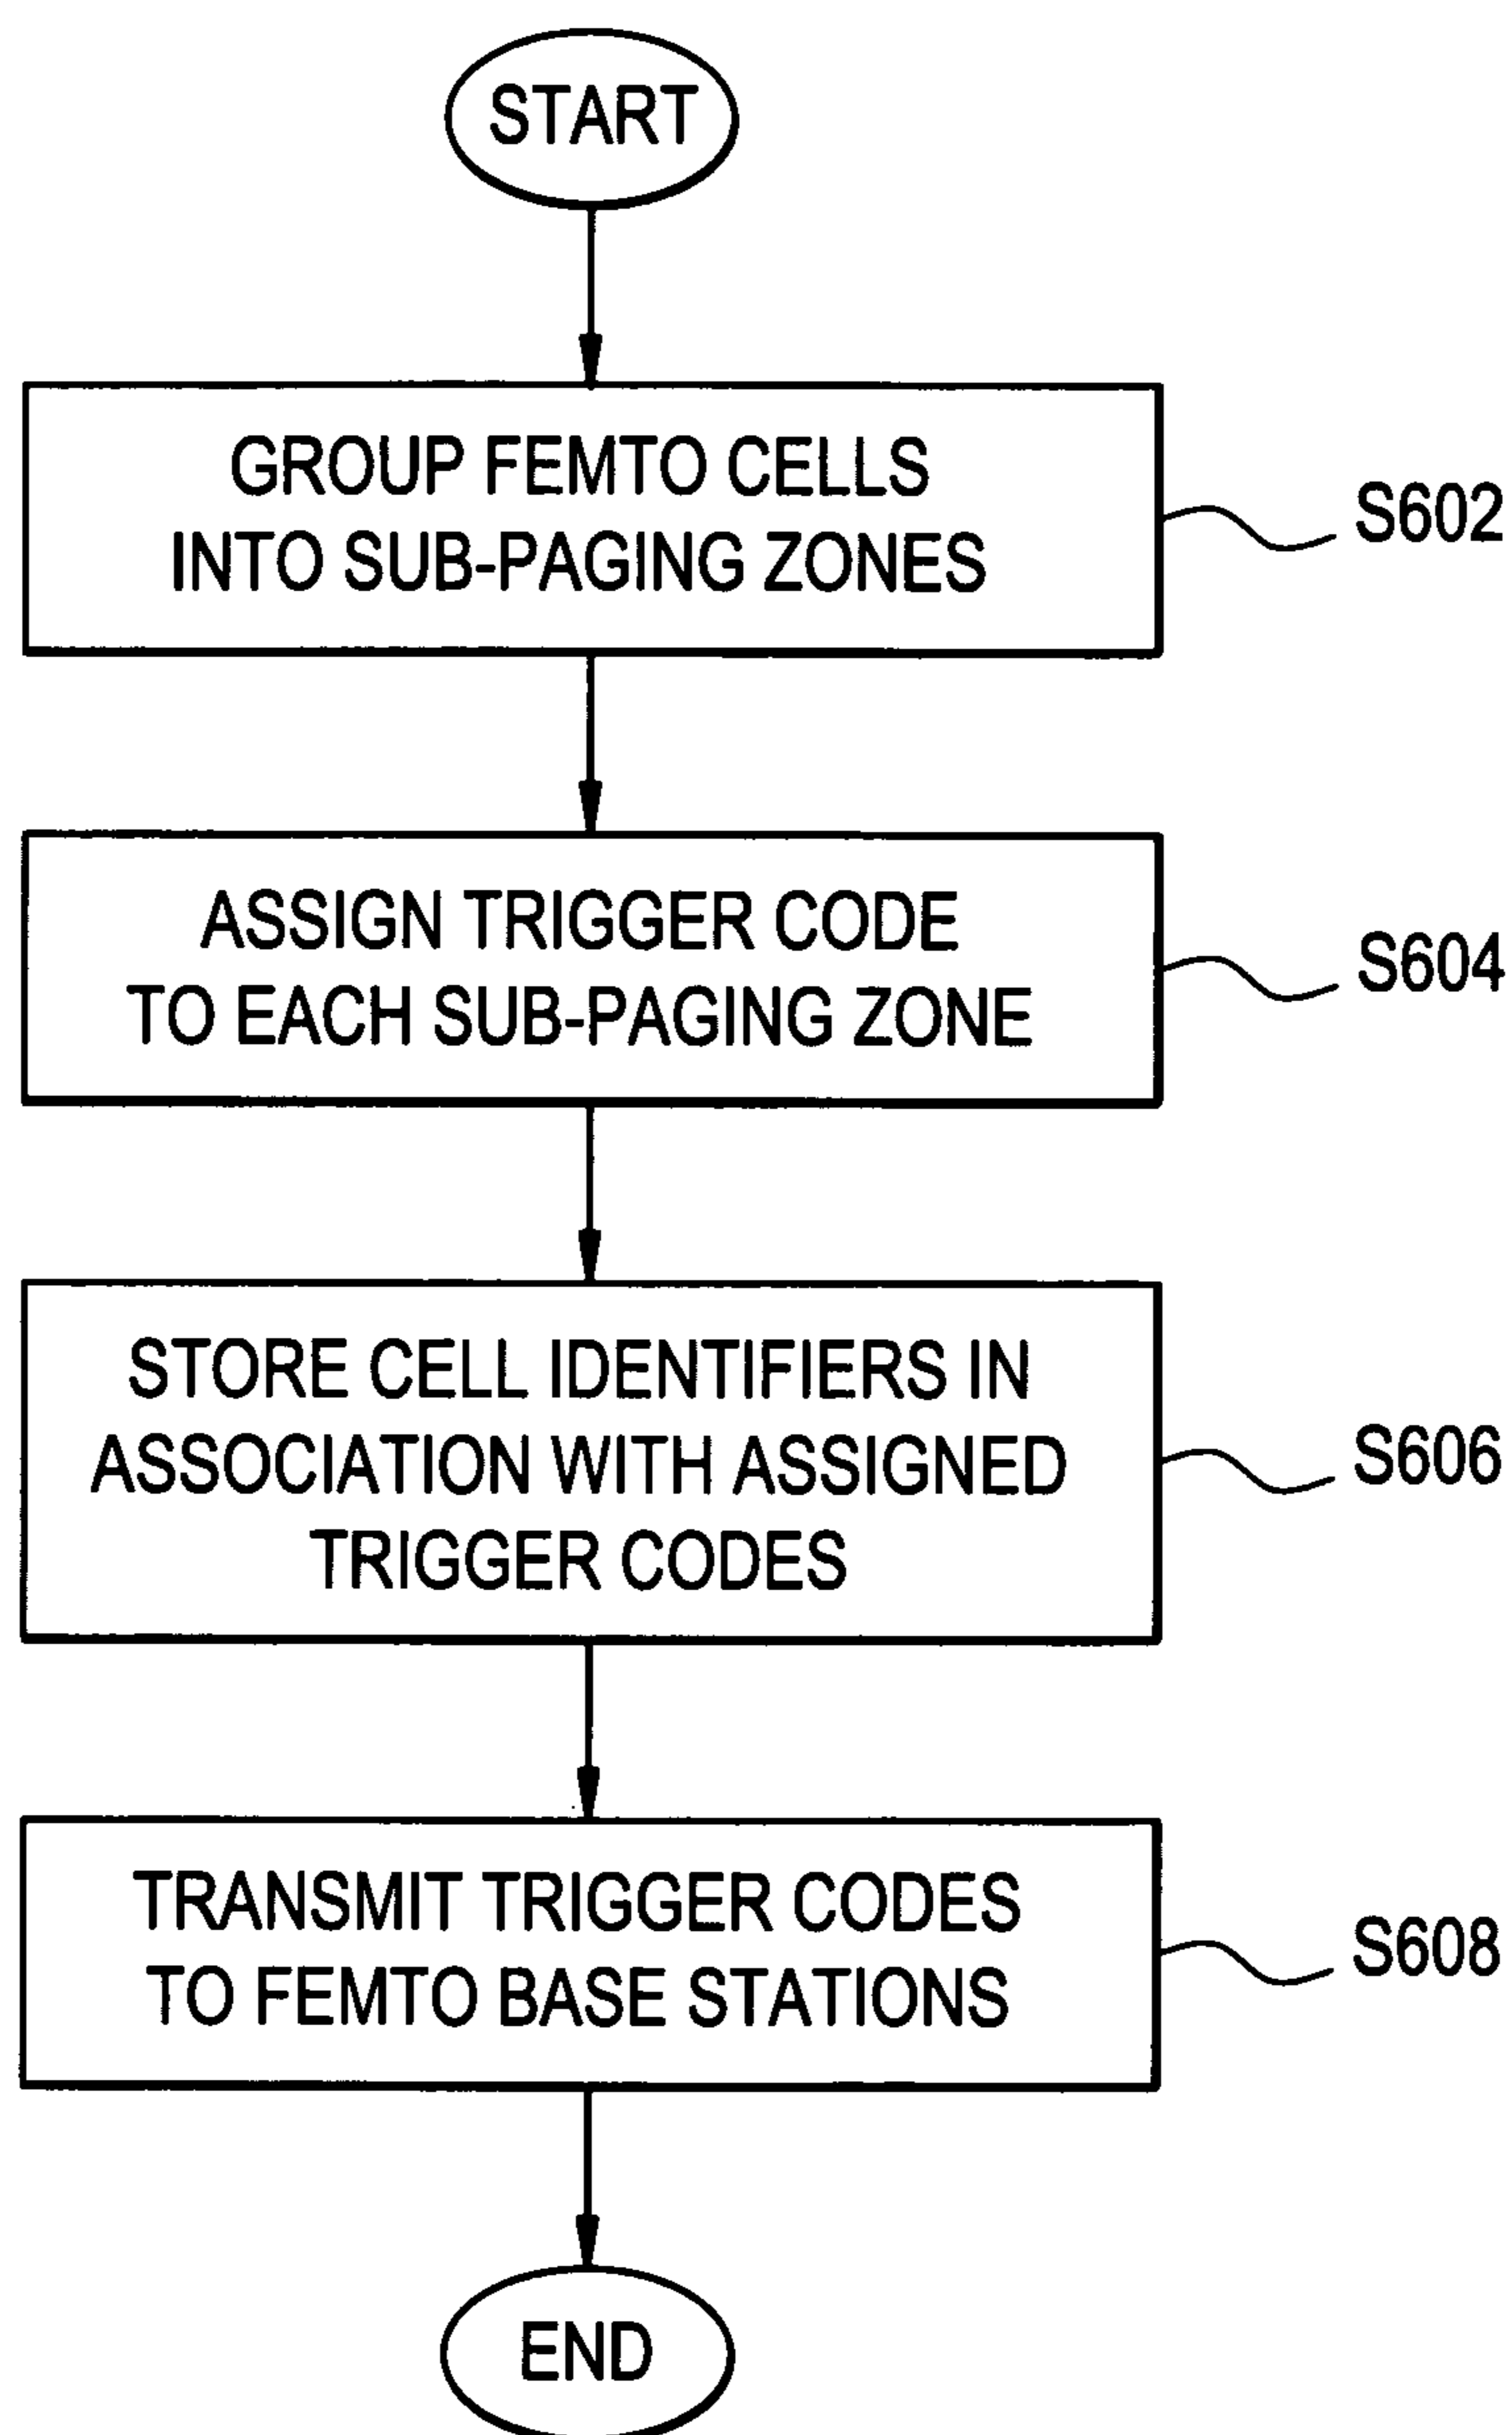 START
GROUP FEMTO CELLS
INTO SUB-PAGING ZONES
S602
ASSIGN TRIGGER CODE
TO EACH SUB-PAGING ZONE
S604
STORE CELL IDENTIFIERS IN
ASSOCIATION WITH ASSIGNED
TRIGGER CODES
S606
TRANSMIT TRIGGER CODES
TO FEMTO BASE STATIONS
S608
END